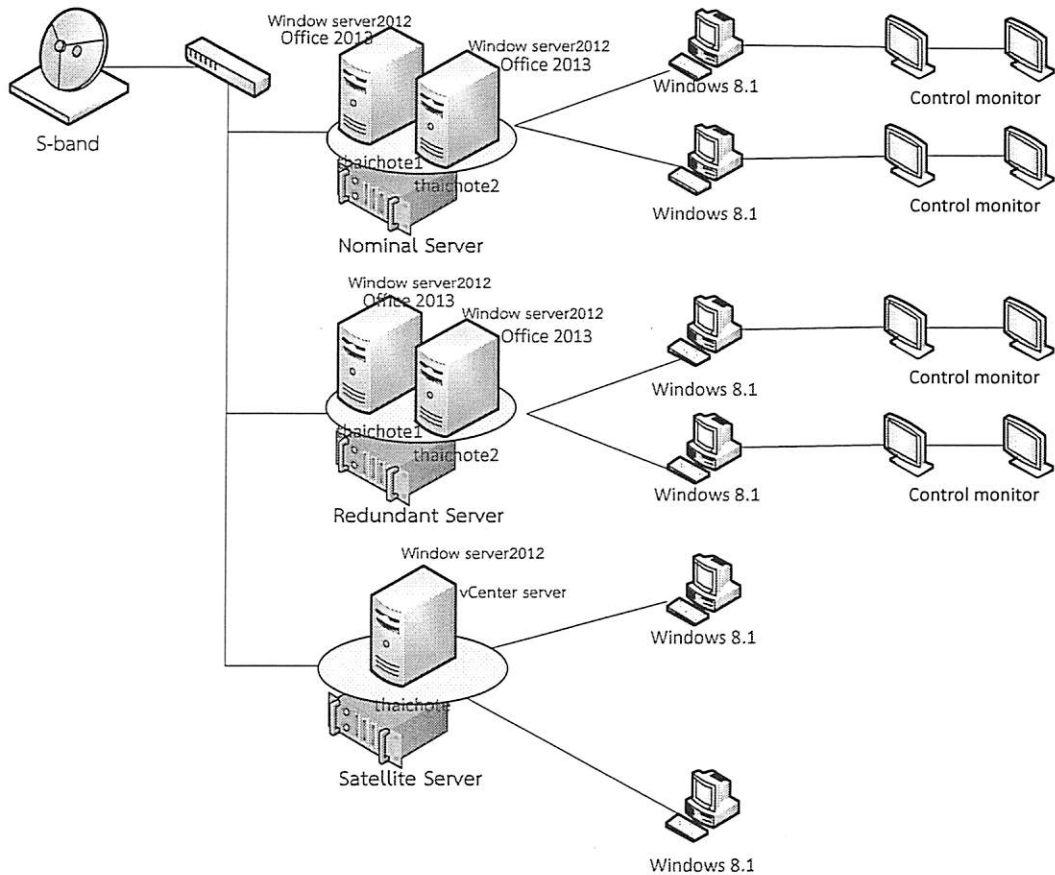 Window server2012
Office 2013
Window server2012
Office 2013
S-band
thaichote1
thaichote2
Nominal Server
Windows 8.1
Control monitor
Windows 8.1
Control monitor
Window server2012
Office 2013
Window server2012
Office 2013
thaichote1
thaichote2
Redundant Server
Windows 8.1
Control monitor
Windows 8.1
Control monitor
Window server2012
vCenter server
thaichote
Satellite Server
Windows 8.1
Windows 8.1